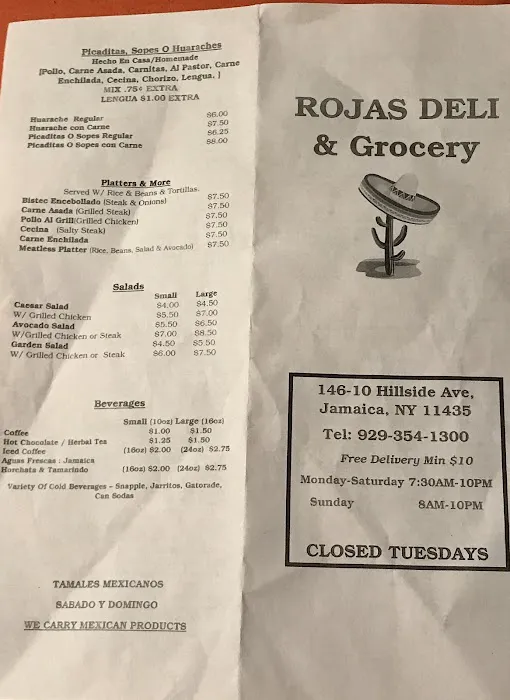 Picaditas, Sopes O Huaraches
Hecho En Casa/Homemade
[Pollo, Carne Asada, Carnitas, Al Pastor, Carne
Enchilada, Cecina, Chorizo, Lengua, ]
MIX .75¢ EXTRA
LENGUA $1.00 EXTRA
Huarache Regular $6.00
Huarache con Carne $7.50
Picaditas O Sopes Regular $6.25
Picaditas O Sopes con Carne $8.00
Platters & More
Served W/ Rice & Beans & Tortillas.
Bistec Encebollado (Steak & Onions) $7.50
Carne Asada (Grilled Steak) $7.50
Pollo Al Grill(Grilled Chicken) $7.50
Cecina (Salty Steak) $7.50
Carne Enchilada $7.50
Meatless Platter (Rice, Beans, Salad & Avocado) $7.50
Salads
Small Large
Caesar Salad $4.00 $4.50
W/ Grilled Chicken $5.50 $7.00
Avocado Salad $5.50 $6.50
W/Grilled Chicken or Steak $7.00 $8.50
Garden Salad $4.50 $5.50
W/ Grilled Chicken or Steak $6.00 $7.50
Beverages
Small (10oz) Large (16oz)
Coffee $1.00 $1.50
Hot Chocolate / Herbal Tea $1.25 $1.50
Iced Coffee (16oz) $2.00 (24oz) $2.75
Aguas Frescas : Jamaica
Horchata & Tamarindo (16oz) $2.00 (24oz) $2.75
Variety Of Cold Beverages - Snapple, Jarritos, Gatorade,
Can Sodas
TAMALES MEXICANOS
SABADO Y DOMINGO
WE CARRY MEXICAN PRODUCTS
ROJAS DELI
& Grocery
146-10 Hillside Ave,
Jamaica, NY 11435
Tel: 929-354-1300
Free Delivery Min $10
Monday-Saturday 7:30AM-10PM
Sunday 8AM-10PM
CLOSED TUESDAYS